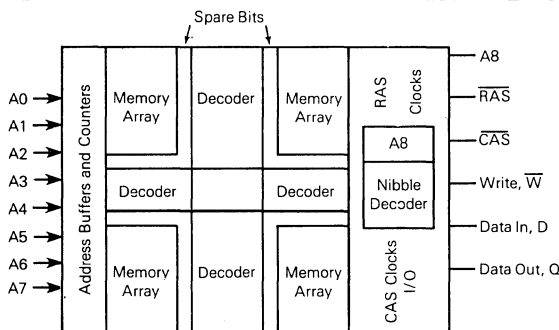 Spare Bits
A0
A1
A2
A3
A4
A5
A6
A7
Address Buffers and Counters
Memory
Array
Decoder
Memory
Array
Decoder
Decoder
Memory
Array
Decoder
Memory
Array
RAS
Clocks
A8
Nibble
Decoder
CAS Clocks
I/O
A8
R̅A̅S̅
C̅A̅S̅
Write, W̅
Data In, D
Data Out, Q